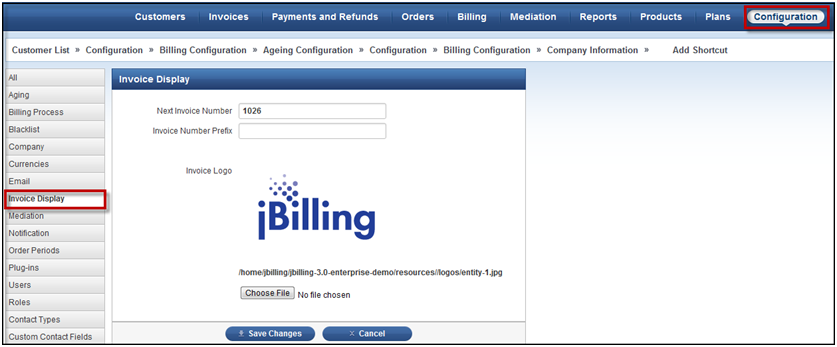 Customers Invoices Payments and Refunds Orders Billing Mediation Reports Products Plans Configuration
Customer List » Configuration » Billing Configuration » Ageing Configuration » Configuration » Billing Configuration » Company Information » Add Shortcut
All
Aging
Billing Process
Blacklist
Company
Currencies
Email
Invoice Display
Mediation
Notification
Order Periods
Plug-ins
Users
Roles
Contact Types
Custom Contact Fields
Invoice Display
Next Invoice Number 1026
Invoice Number Prefix
Invoice Logo
jBilling
/home/jbilling/jbilling-3.0-enterprise-demo/resources//logos/entity-1.jpg
Choose File No file chosen
Save Changes Cancel